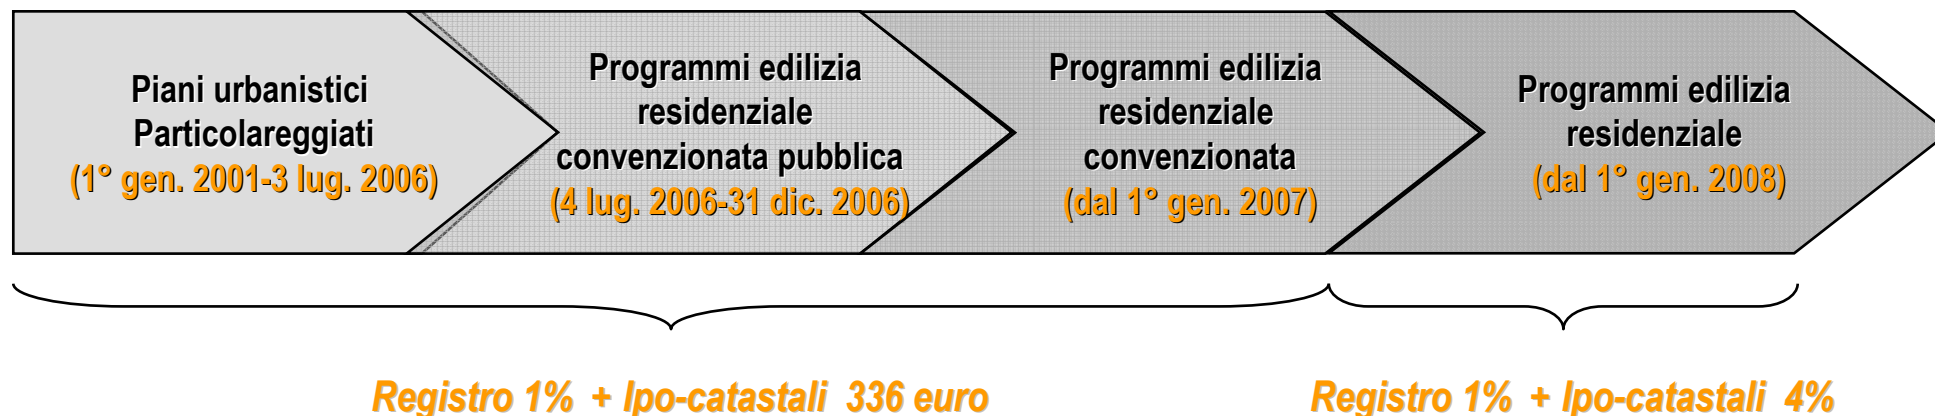 Piani urbanistici
Particolareggiati
(1° gen. 2001-3 lug. 2006)
Programmi edilizia
residenziale
convenzionata pubblica
(4 lug. 2006-31 dic. 2006)
Programmi edilizia
residenziale
convenzionata
(dal 1° gen. 2007)
Programmi edilizia
residenziale
(dal 1° gen. 2008)
Registro 1% + Ipo-catastali 336 euro
Registro 1% + Ipo-catastali 4%